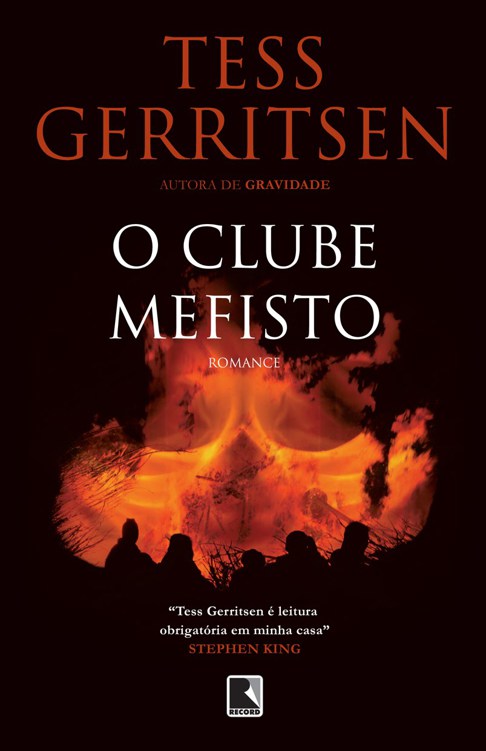 TESS
GERRITSEN
AUTORA DE GRAVIDADE
O CLUBE
MEFISTO
ROMANCE
“Tess Gerritsen é leitura
obrigatória em minha casa”
STEPHEN KING
RECORD